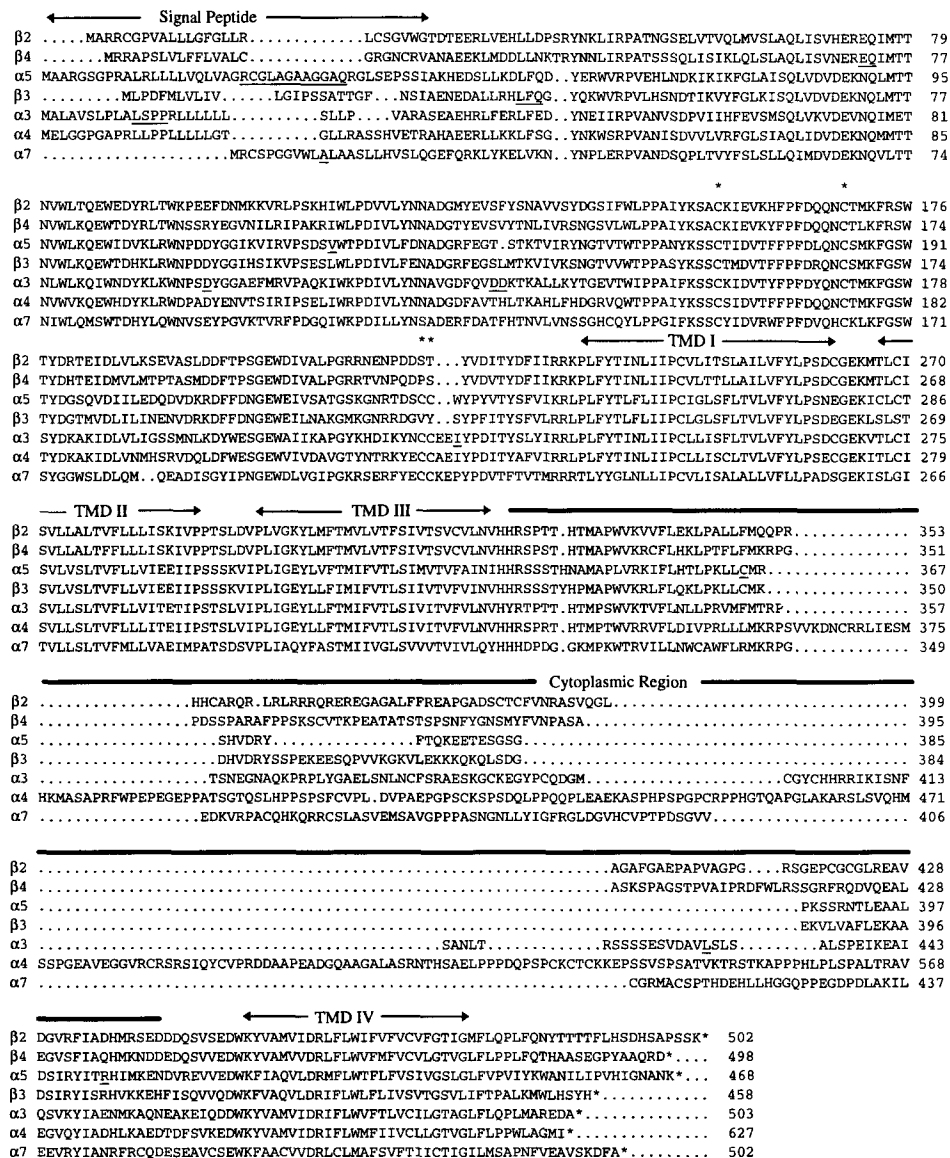 Signal Peptide
β2 .....MARRCGPVALLLGFGLLR............LCSGVWGTDTEERLVEHLLDPSRYNKLIRPATNGSELVTVQLMVSLAQLISVHEREQIMTT 79
β4 ......MRRAPSLVLFFLVALC............GRGNCRVANAEEKLMDDLLNKTRYNNLIRPATSSSQLISIKLQLSLAQLISVNEREQIMTT 77
α5 MAARGSGPRALRLLLLVQLVAGRCGLAGAAGGAQRGLSEPSSIAKHEDSLLKDLFQD..YERWVRPVEHLNDKIKIKFGLAISQLVDVDEKNQLMTT 95
β3 ........MLPDFMLVLIV.......LGIPSSATTGF..NSIAENEDALLRHLFQG..YQKWVRPVLHSNDTIKVYFGLKISQLVDVDEKNQLMTT 77
α3 MALAVSLPLALSPPRLLLLLL.......SLLP...VARASEAEHRLFERLFED..YNEIIRPVANVSDPVIIHFEVSMSQLVKVDEVNQIMET 81
α4 MELGGPGAPRLLPPLLLLLGT.......GLLRASSHVETRAHAEERLLKKLFSG..YNKWSRPVANISDVVLVRFGLSIAQLIDVDEKNQMMTT 85
α7 ...................MRCSPGGVWLALAASLLHVSLQGEFQRKLYKELVKN..YNPLERPVANDSQPLTVYFSLSLLQIMDVDEKNQVLTT 74
* *
β2 NVWLTQEWEDYRLTWKPEEFDNMKKVRLPSKHIWLPDVVLYNNADGMYEVSFYSNAVVSYDGSIFWLPPAIYKSACKIEVKHFPFDQQNCTMKFRSW 176
β4 NVWLKQEWTDYRLTWNSSRYEGVNILRIPAKRIWLPDIVLYNNADGTYEVSVYTNLIVRSNGSVLWLPPAIYKSACKIEVKYFPFDQQNCTLKFRSW 174
α5 NVWLKQEWIDVKLRWNPDDYGGIKVIRVPSDSVWTPDIVLFDNADGRFEGT.STKTVIRYNGTVTWTPPANYKSSCTIDVTFFPFDLQNCSMKFGSW 191
β3 NVWLKQEWTDHKLRWNPDDYGGIHSIKVPSESLWLPDIVLFENADGRFEGSLMTKVIVKSNGTVVWTPPASYKSSCTMDVTFFPFDRQNCSMKFGSW 174
α3 NLWLKQIWNDYKLKWNPSDYGGAEFMRVPAQKIWKPDIVLYNNAVGDFQVDDKTKALLKYTGEVTWIPPAIFKSSCKIDVTYFPFDYQNCTMKFGSW 178
α4 NVWVKQEWHDYKLRWDPADYENVTSIRIPSELIWRPDIVLYNNADGDFAVTHLTKAHLFHDGRVQWTPPAIYKSSCSIDVTFFPFDQQNCTMKFGSW 182
α7 NIWLQMSWTDHYLQWNVSEYPGVKTVRFPDGQIWKPDILLYNSADERFDATFHTNVLVNSSGHCQYLPPGIFKSSCYIDVRWFPFDVQHCKLKFGSW 171
** TMD I
β2 TYDRTEIDLVLKSEVASLDDFTPSGEWDIVALPGRRNENPDDST...YVDITYDFIIRRKPLFYTINLIIPCVLITSLAILVFYLPSDCGEKMTLCI 270
β4 TYDHTEIDMVLMTPTASMDDFTPSGEWDIVALPGRRTVNPQDPS...YVDVTYDFIIKRKPLFYTINLIIPCVLTTLLAILVFYLPSDCGEKMTLCI 268
α5 TYDGSQVDIILEDQDVDKRDFFDNGEWEIVSATGSKGNRTDSCC..WYPYVTYSFVIKRLPLFYTLFLIIPCIGLSFLTVLVFYLPSNEGEKICLCT 285
β3 TYDGTMVDLILINENVDRKDFFDNGEWEILNAKGMKGNRRDGVY...SYPFITYSFVLRRLPLFYTLFLIIPCLGLSFLTVLVFYLPSDEGEKLSLST 269
α3 SYDKAKIDLVLIGSSMNLKDYWESGEWAIIKAPGYKHDIKYNCCEEIYPDITYSLYIRRLPLFYTINLIIPCLLISFLTVLVFYLPSDCGEKVTLCI 275
α4 TYDKAKIDLVNMHSRVDQLDFWESGEWVIVDAVGTYNTRKYECCAEIYPDITYAFVIRRLPLFYTINLIIPCLLISCLTVLVFYLPSECGEKITLCI 279
α7 SYGGWSLDLQM..QEADISGYIPNGEWDLVGIPGKRSERFYECCKEPYPDVTFTVTMRRRTLYYGLNLLIPCVLISALALLVFLLPADSGEKISLGI 266
TMD II TMD III
β2 SVLLALTVFLLLISKIVPPTSLDVPLVGKYLMFTMVLVTFSIVTSVCVLNVHHRSPTT.HTMAPWVKVVFLEKLPALLFMQQPR............. 353
β4 SVLLALTFFLLLISKIVPPTSLDIPLIGKYLLFTMVLVTFSIVTTVCVLNVHHRSPST.HTMASWVKECFLHKLPTFLFMKRPG............. 351
α5 SVLVSLTVFLLVIEEIIPSSSKVIPLIGEYLVFTMIFVTLSIMVTVFAINIHHRSSSTHNAMAPLVRKIFLHTLPKLLCMR................ 367
β3 SVLVSLTVFLLVIEEIIPSSSKVIPLIGEYLLFIMIFVTLSIIVTVFVINVHHRSSSTYHPMAPWVKRLFLQKLPKLLCMK................ 350
α3 SVLLSLTVFLLVITETIPSTSLVIPLIGEYLLFTMIFVTLSIVITVFVLNVHYRTPTT.HTMPSWVKTVFLNLLPRVMFMTRP.............. 357
α4 SVLLSLTVFLLLITEIIPSTSLVIPLIGEYLLFTMIFVTLSIVITVFVLNVHHRSPRT.HTMPTWVRRVFLDIVPRLLLMKRPSVVKDNCRRLIESM 375
α7 TVLLSLTVFMLLVAEIMPATSDSVPLIAQYFASTMIIVGLSVVVTVIVLQYHHHDPDG.GKMPKWTRVILLNWCAWFLRMKRPG............. 349
Cytoplasmic Region
β2 .................HHCARQR.LRLRRRQREREGAGALFFREAPGADSCTCFVNRASVQGL................................. 399
β4 .................PDSSPARAFPPSKSCVTKPEATATSTSPSNFYGNSMYFVNPASA.................................... 395
α5 ....................SHVDRY...............FTQKEETESGSG............................................ 385
β3 ....................DHVDRYSSPEKEESQPVVKGKVLEKKKQKQLSDG........................................... 384
α3 ..................TSNEGNAQKPRPLYGAELSNLNCFSRAESKGCKEGYPCQDGM.....................CGYCHHRRIKISNF 413
α4 HKMASAPRFWPEPEGEPPATSGTQSLHPPSPSFCVPL.DVPAEPGPSCKSPSDQLPPQQPLEAEKASPHPSPGPCRPPHGTQAPGLAKARSLSVQHM 471
α7 ...................EDKVRPACQHKQRRCSLASVEMSAVGPPPASNGNLLYIGFRGLDGVHCVPTPDSGVV..................... 406
β2 ................................................................AGAFGAEPAPVAGPG...RSGEPCGCGLREAV 428
β4 ................................................................ASKSPAGSTPVAIPRDFWLRSSGRFRQDVQEAL 428
α5 .....................................................................................PKSSRNTLEAAL 397
β3 .....................................................................................EKVLVAFLEKAA 396
α3 .............................................SANLT.............RSSSSESVDAVLSLS.......ALSPEIKEAI 443
α4 SSPGEAVEGGVRCRSRSIQYCVPRDDAAPEADGQAAGALASRNTHSAELPPPDQPSPCKCTCKKEPSSVSPSATVKTRSTKAPPPHLPLSPALTRAV 568
α7 ..................................................................CGRMACSPTHDEHLLHGGQPPEGDPDLAKIL 437
TMD IV
β2 DGVRFIADHMRSEDDDQSVSEDWKYVAMVIDRLFLWIFVFVCVFGTIGMFLQPLFQNYTTTTFLHSDHSAPSSK* 502
β4 EGVSFIAQHMKNDDEDQSVVEDWKYVAMVVDRLFLWVFMFVCVLGTVGLFLPPLFQTHAASEGPYAAQRD*.... 498
α5 DSIRYITRHIMKENDVREVVEDWKFIAQVLDRMFLWTFLFVSIVGSLGLFVPVIYKWANILIPVHIGNANK*... 468
β3 DSIRYISRHVKKEHFISQVVQDWKFVAQVLDRIFLWLFLIVSVTGSVLIFTPALKMWLHSYH*............ 458
α3 QSVKYIAENMKAQNEAKEIQDDWKYVAMVIDRIFLWVFTLVCILGTAGLFLQPLMAREDA*.............. 503
α4 EGVQYIADHLKAEDTDFSVKEDWKYVAMVIDRIFLWMFIIVCLLGTVGLFLPPWLAGMI*............... 627
α7 EEVRYIANRFRCQDESEAVCSEWKFAACVVDRLCLMAFSVFTIICTIGILMSAPNFVEAVSKDFA*......... 502